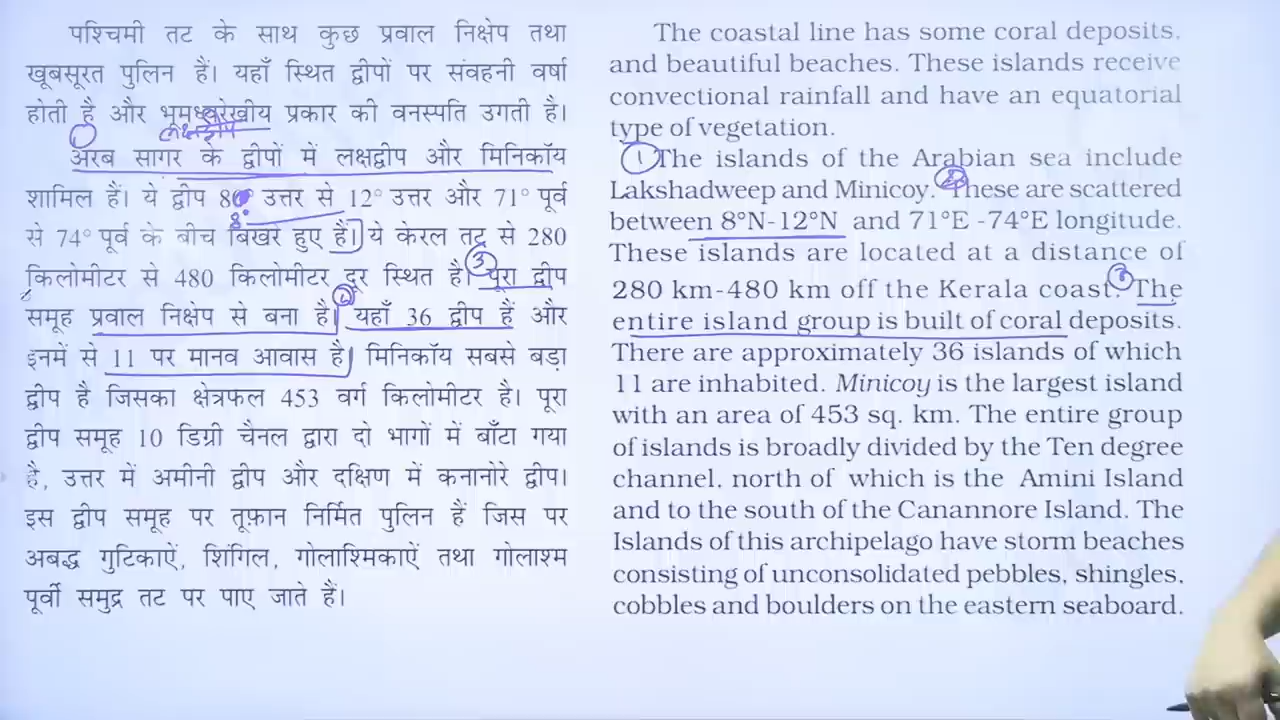 पश्चिमी तट के साथ कुछ प्रवाल निक्षेप तथा
खूबसूरत पुलिन हैं। यहाँ स्थित द्वीपों पर संवहनी वर्षा
होती है और भूमध्यरेखीय प्रकार की वनस्पति उगती है।
① लक्षद्वीप
अरब सागर के द्वीपों में लक्षद्वीप और मिनिकॉय
शामिल हैं। ये द्वीप 80° उत्तर से 12° उत्तर और 71° पूर्व
8°
से 74° पूर्व के बीच बिखरे हुए हैं। ये केरल तट से 280
किलोमीटर से 480 किलोमीटर दूर स्थित है। ③ पूरा द्वीप
समूह प्रवाल निक्षेप से बना है। यहाँ 36 द्वीप हैं और
इनमें से 11 पर मानव आवास है। मिनिकॉय सबसे बड़ा
द्वीप है जिसका क्षेत्रफल 453 वर्ग किलोमीटर है। पूरा
द्वीप समूह 10 डिग्री चैनल द्वारा दो भागों में बाँटा गया
है, उत्तर में अमीनी द्वीप और दक्षिण में कनानोरे द्वीप।
इस द्वीप समूह पर तूफ़ान निर्मित पुलिन हैं जिस पर
अबद्ध गुटिकाऐं, शिंगिल, गोलाश्मिकाऐं तथा गोलाश्म
पूर्वी समुद्र तट पर पाए जाते हैं।
The coastal line has some coral deposits,
and beautiful beaches. These islands receive
convectional rainfall and have an equatorial
type of vegetation.
① The islands of the Arabian sea include
Lakshadweep and Minicoy. ② These are scattered
between 8°N-12°N and 71°E -74°E longitude.
These islands are located at a distance of
280 km-480 km off the Kerala coast. ③ The
entire island group is built of coral deposits.
There are approximately 36 islands of which
11 are inhabited. Minicoy is the largest island
with an area of 453 sq. km. The entire group
of islands is broadly divided by the Ten degree
channel, north of which is the Amini Island
and to the south of the Canannore Island. The
Islands of this archipelago have storm beaches
consisting of unconsolidated pebbles, shingles,
cobbles and boulders on the eastern seaboard.